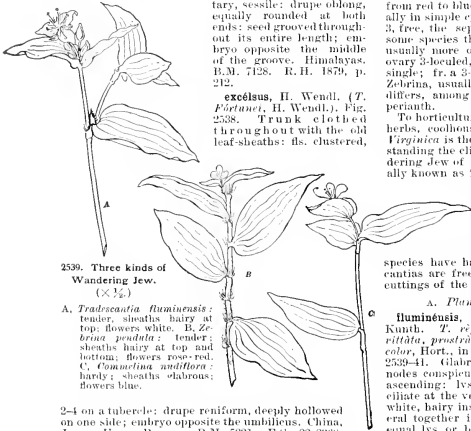 tary, sessile: drupe oblong,
equally rounded at both
ends: seed grooved through-
out its entire length; em-
bryo opposite the middle
of the groove. Himalayas.
B.M. 7128. R.H. 1879, p.
212.
excélsus, H. Wendl. (T.
Fórtunei, H. Wendl.). Fig.
2538. Trunk clothed
throughout with the old
leaf-sheaths: fls. clustered,
A
B
C
2539. Three kinds of
Wandering Jew.
(× ½.)
A, Tradescantia fluminensis:
tender, sheaths hairy at
top; flowers white. B, Ze-
brina pendula; tender;
sheaths hairy at top and
bottom; flowers rose-red.
C, Commelina nudiflora:
hardy; sheaths glabrous;
flowers blue.
2-4 on a tubercle: drupe reniform, deeply hollowed
on one side; embryo opposite the umbilicus. China,
from red to blue
ally in simple c
3, free, the sep
some species th
usually more o
ovary 3-loculed,
single; fr. a 3-
Zebrina, usuall
differs, among
perianth.
To horticultu
herbs, coolhous
Virginica is the
standing the cli
dering Jew of
ally known as
species have ha
cantias are free
cuttings of the
A. Plan
fluminénsis,
Kunth. T. re
vittàta, prostrà
color, Hort., in
2539-41. Glabr
nodes conspicu
ascending: lvs
ciliate at the ve
white, hairy ins
eral together i